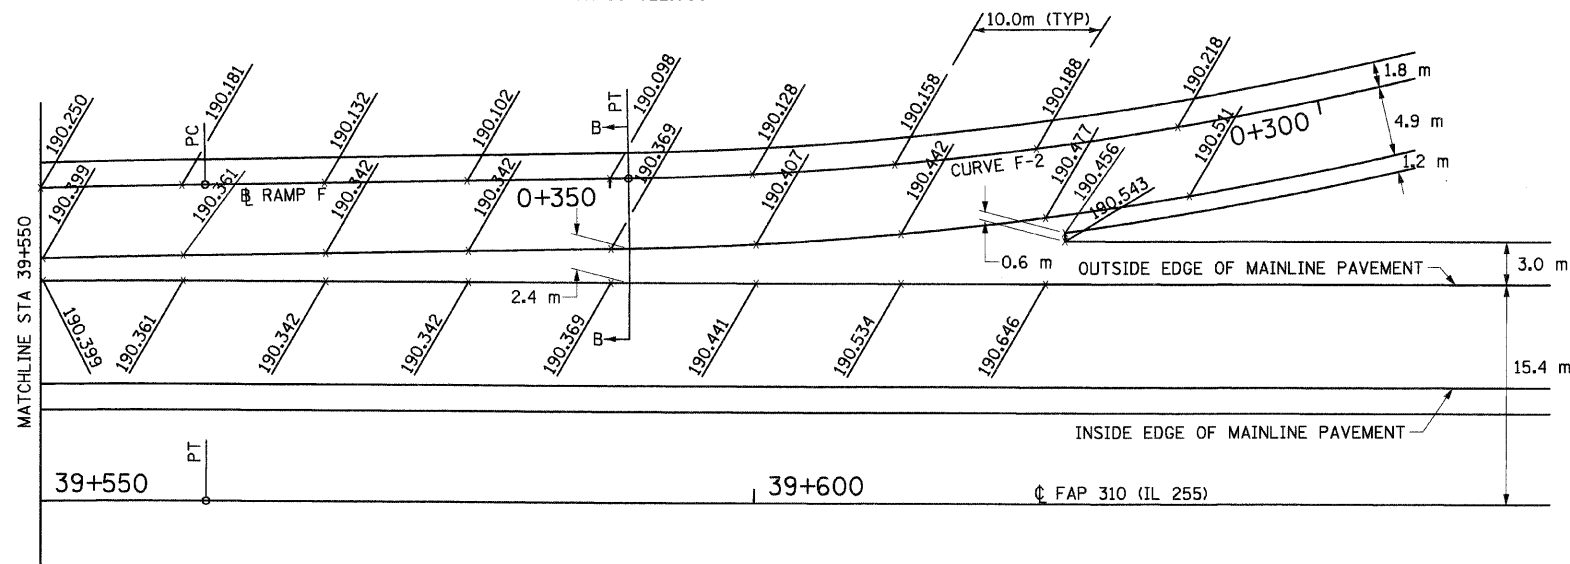 10.0m (TYP)
190.250
190.181
190.132
190.102
190.098
190.128
190.158
190.188
190.218
PC
PT
B
1.8 m
4.9 m
1.2 m
0+300
190.399
190.361
190.342
190.342
190.369
190.407
190.442
190.477
190.456
190.511
190.543
CURVE F-2
℄ RAMP F
0+350
0.6 m
2.4 m
OUTSIDE EDGE OF MAINLINE PAVEMENT
3.0 m
B
190.399
190.361
190.342
190.342
190.369
190.441
190.534
190.646
15.4 m
MATCHLINE STA 39+550
INSIDE EDGE OF MAINLINE PAVEMENT
PT
39+550
39+600
℄ FAP 310 (IL 255)